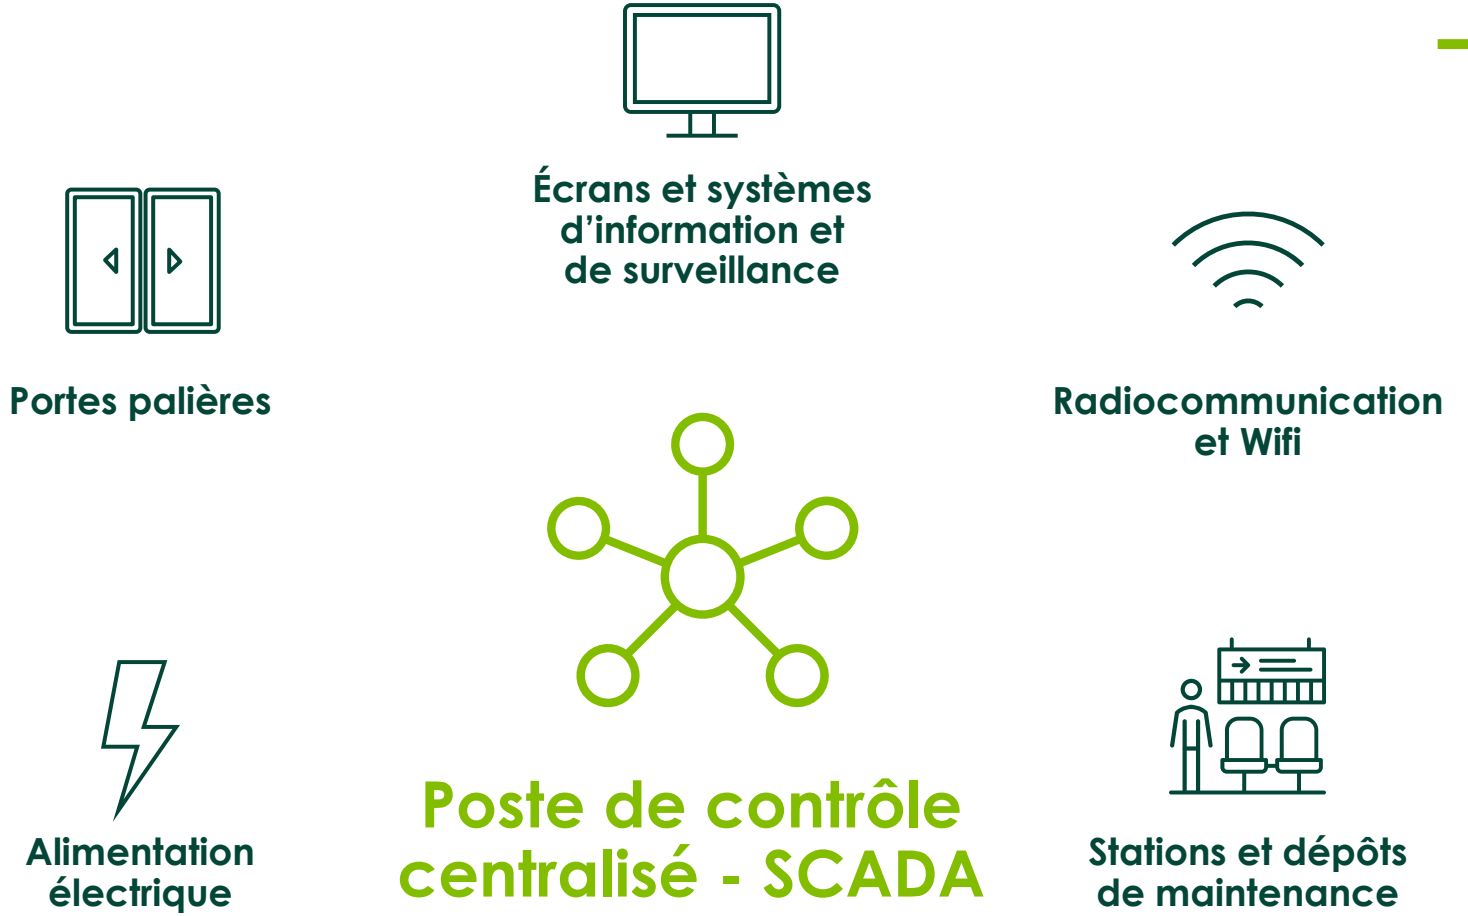 Écrans et systèmes
d’information et
de surveillance
Portes palières
Radiocommunication
et Wifi
Alimentation
électrique
Poste de contrôle
centralisé - SCADA
Stations et dépôts
de maintenance